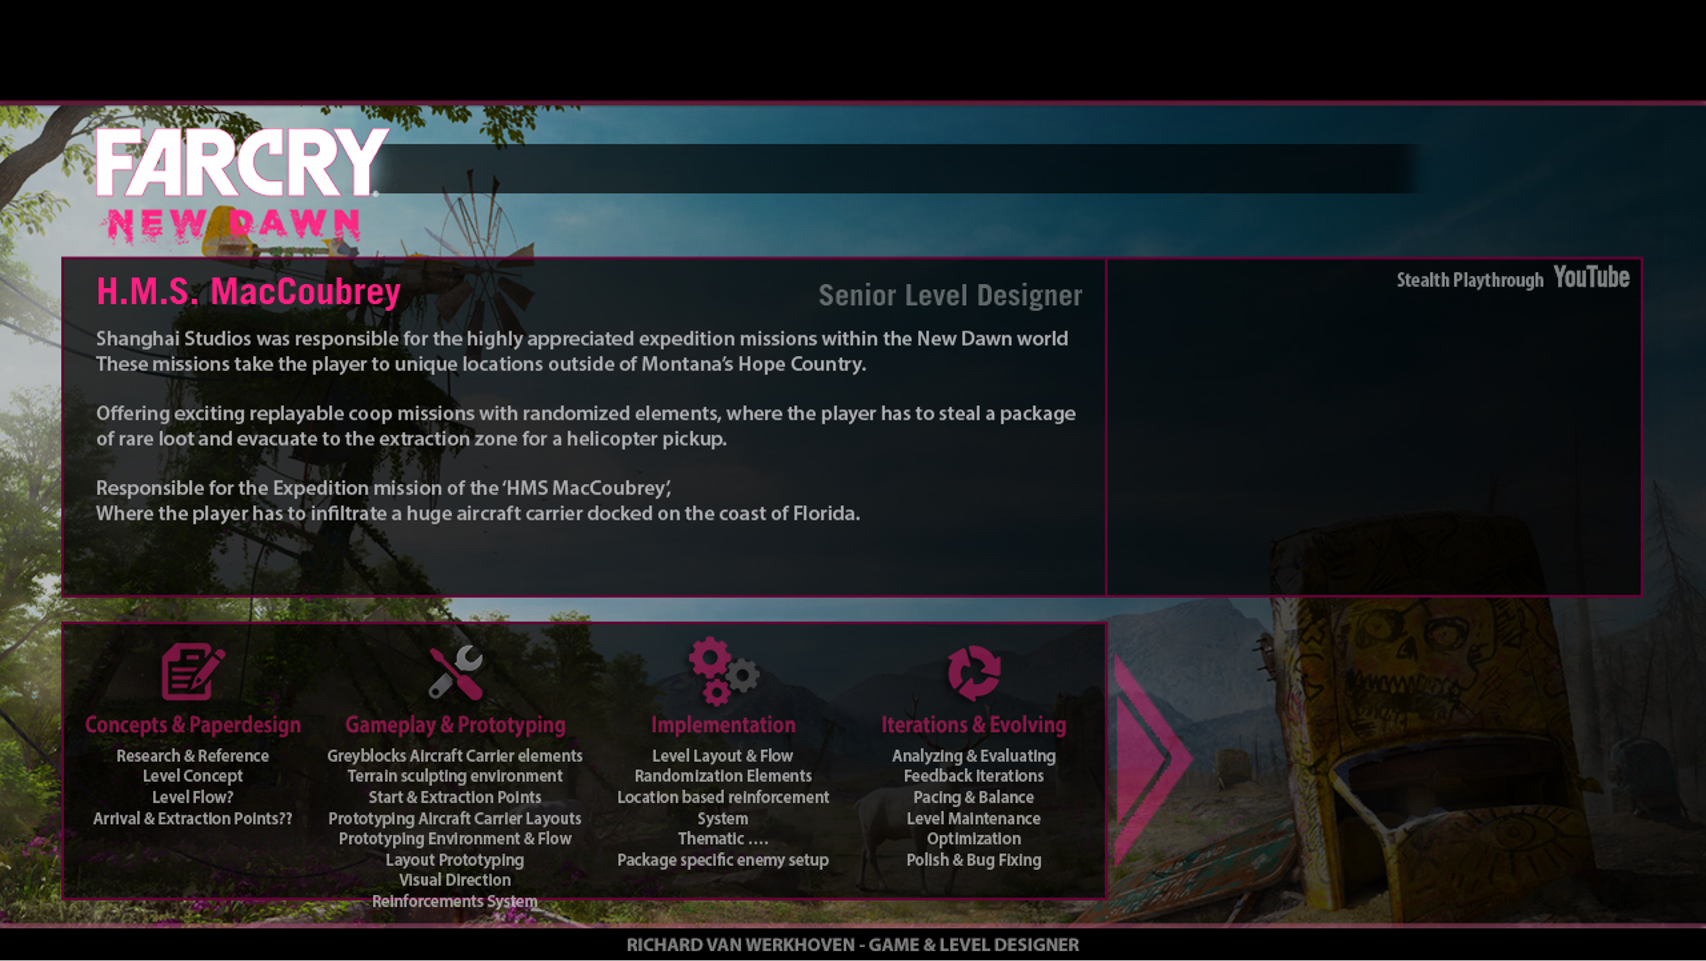 FARCRY
NEW DAWN
H.M.S. MacCoubrey
Senior Level Designer
Stealth Playthrough YouTube
Shanghai Studios was responsible for the highly appreciated expedition missions within the New Dawn world
These missions take the player to unique locations outside of Montana's Hope Country.
Offering exciting replayable coop missions with randomized elements, where the player has to steal a package
of rare loot and evacuate to the extraction zone for a helicopter pickup.
Responsible for the Expedition mission of the 'HMS MacCoubrey',
Where the player has to infiltrate a huge aircraft carrier docked on the coast of Florida.
Concepts & Paperdesign
Research & Reference
Level Concept
Level Flow?
Arrival & Extraction Points??
Gameplay & Prototyping
Greyblocks Aircraft Carrier elements
Terrain sculpting environment
Start & Extraction Points
Prototyping Aircraft Carrier Layouts
Prototyping Environment & Flow
Layout Prototyping
Visual Direction
Reinforcements System
Implementation
Level Layout & Flow
Randomization Elements
Location based reinforcement
System
Thematic ....
Package specific enemy setup
Iterations & Evolving
Analyzing & Evaluating
Feedback Iterations
Pacing & Balance
Level Maintenance
Optimization
Polish & Bug Fixing
RICHARD VAN WERKHOVEN - GAME & LEVEL DESIGNER